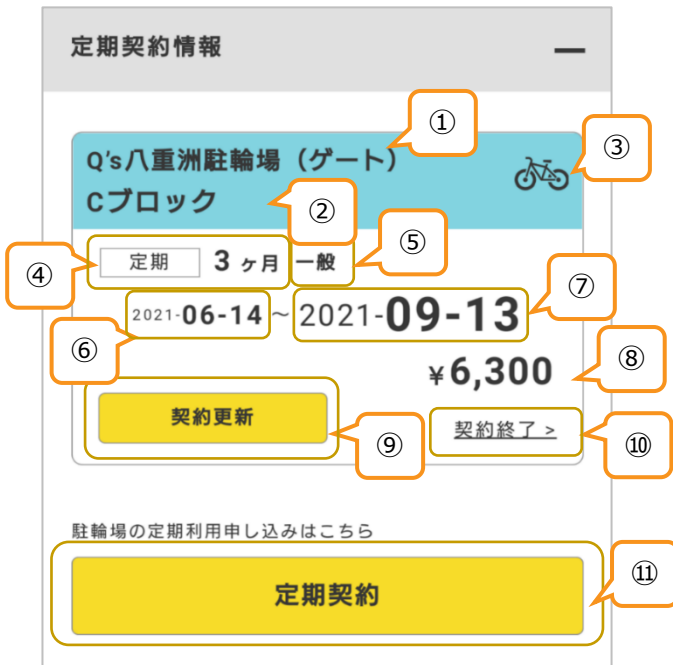 定期契約情報
①
Q's八重洲駐輪場（ゲート）
③
Cブロック
②
⑤
④
定期 3 ヶ月 一般
⑦
2021-06-14 ~ 2021-09-13
⑥
⑧
¥6,300
契約更新
⑨
契約終了 >
⑩
駐輪場の定期利用申し込みはこちら
⑪
定期契約